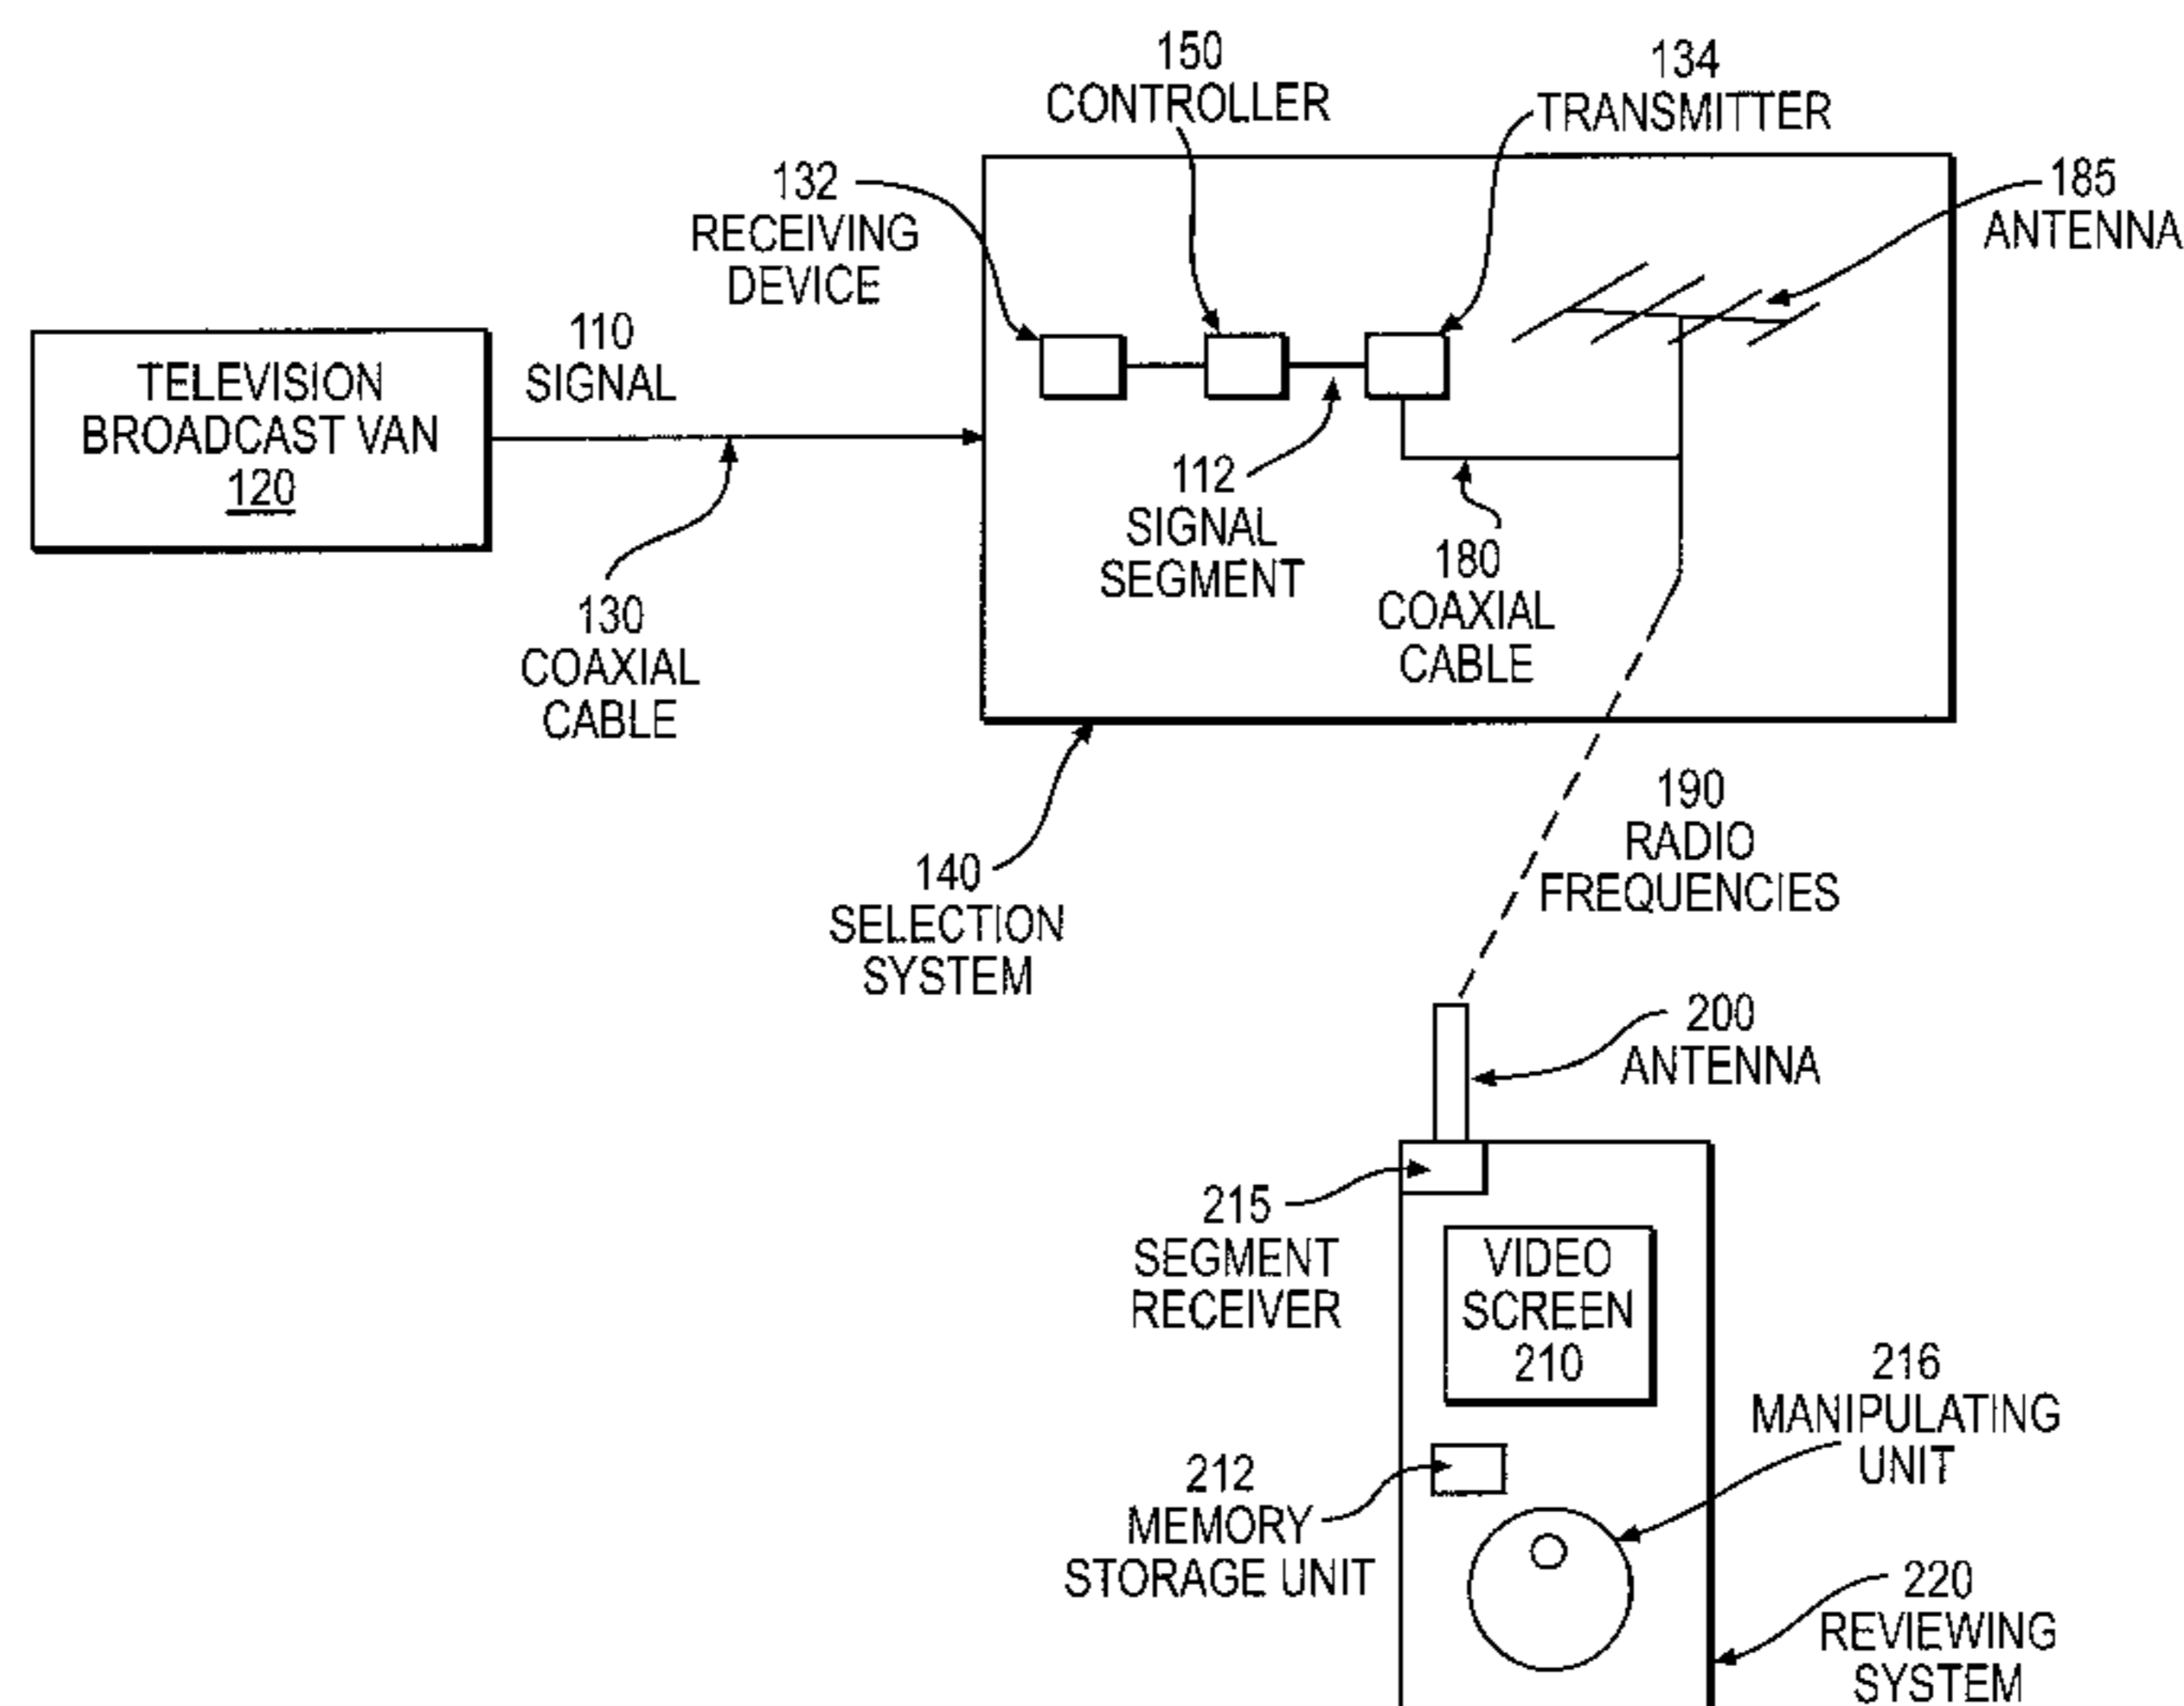 150
CONTROLLER
134
TRANSMITTER
132
RECEIVING
DEVICE
185
ANTENNA
TELEVISION
BROADCAST VAN
120
110
SIGNAL
112
SIGNAL
SEGMENT
180
COAXIAL
CABLE
130
COAXIAL
CABLE
140
SELECTION
SYSTEM
190
RADIO
FREQUENCIES
200
ANTENNA
215
SEGMENT
RECEIVER
VIDEO
SCREEN
210
216
MANIPULATING
UNIT
212
MEMORY
STORAGE UNIT
220
REVIEWING
SYSTEM